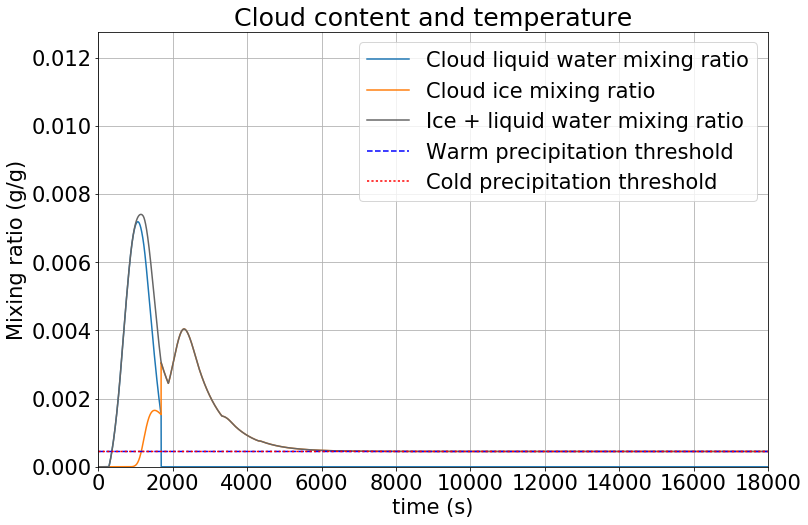 Cloud content and temperature
Mixing ratio (g/g)
0.012
0.010
0.008
0.006
0.004
0.002
0.000
Cloud liquid water mixing ratio
Cloud ice mixing ratio
Ice + liquid water mixing ratio
Warm precipitation threshold
Cold precipitation threshold
0 2000 4000 6000 8000 10000 12000 14000 16000 18000
time (s)